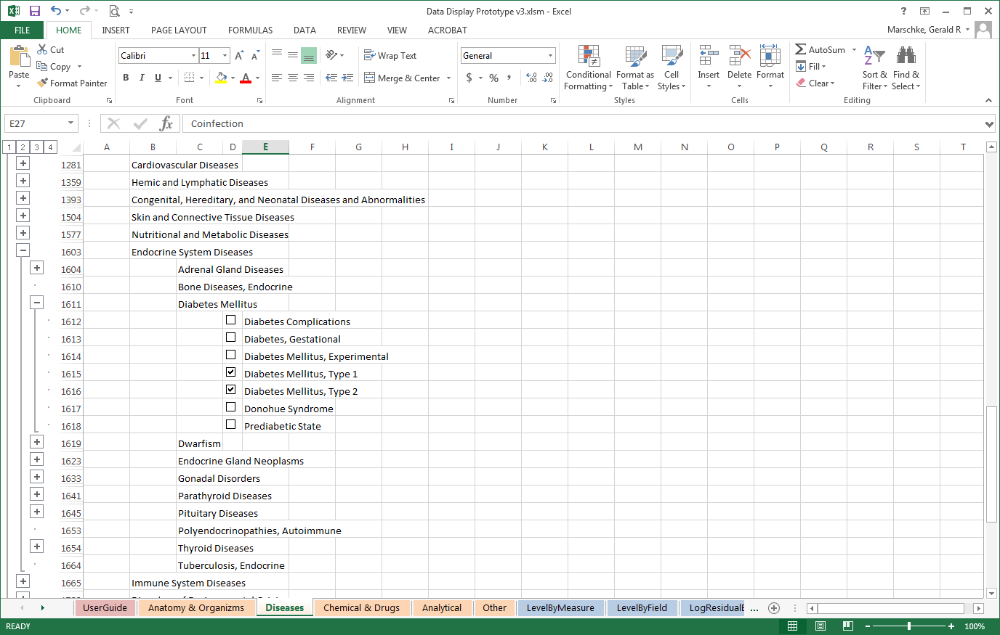 Data Display Prototype v3.xlsm - Excel
FILE HOME INSERT PAGE LAYOUT FORMULAS DATA REVIEW VIEW ACROBAT Marschke, Gerald R
Paste
Cut
Copy
Format Painter
Clipboard
Calibri 11
B I U
Font
Wrap Text
Merge & Center
Alignment
General
$ % ,
Number
Conditional Formatting
Format as Table
Cell Styles
Styles
Insert Delete Format
Cells
AutoSum
Fill
Clear
Sort & Filter
Find & Select
Editing
E27 fx Coinfection
1 2 3 4 A B C D E F G H I J K L M N O P Q R S T
1281 Cardiovascular Diseases
1359 Hemic and Lymphatic Diseases
1393 Congenital, Hereditary, and Neonatal Diseases and Abnormalities
1504 Skin and Connective Tissue Diseases
1577 Nutritional and Metabolic Diseases
1603 Endocrine System Diseases
1604 Adrenal Gland Diseases
1610 Bone Diseases, Endocrine
1611 Diabetes Mellitus
1612 Diabetes Complications
1613 Diabetes, Gestational
1614 Diabetes Mellitus, Experimental
1615 Diabetes Mellitus, Type 1
1616 Diabetes Mellitus, Type 2
1617 Donohue Syndrome
1618 Prediabetic State
1619 Dwarfism
1623 Endocrine Gland Neoplasms
1633 Gonadal Disorders
1641 Parathyroid Diseases
1645 Pituitary Diseases
1653 Polyendocrinopathies, Autoimmune
1654 Thyroid Diseases
1664 Tuberculosis, Endocrine
1665 Immune System Diseases
UserGuide Anatomy & Organizms Diseases Chemical & Drugs Analytical Other LevelByMeasure LevelByField LogResidualE ...
READY 100%